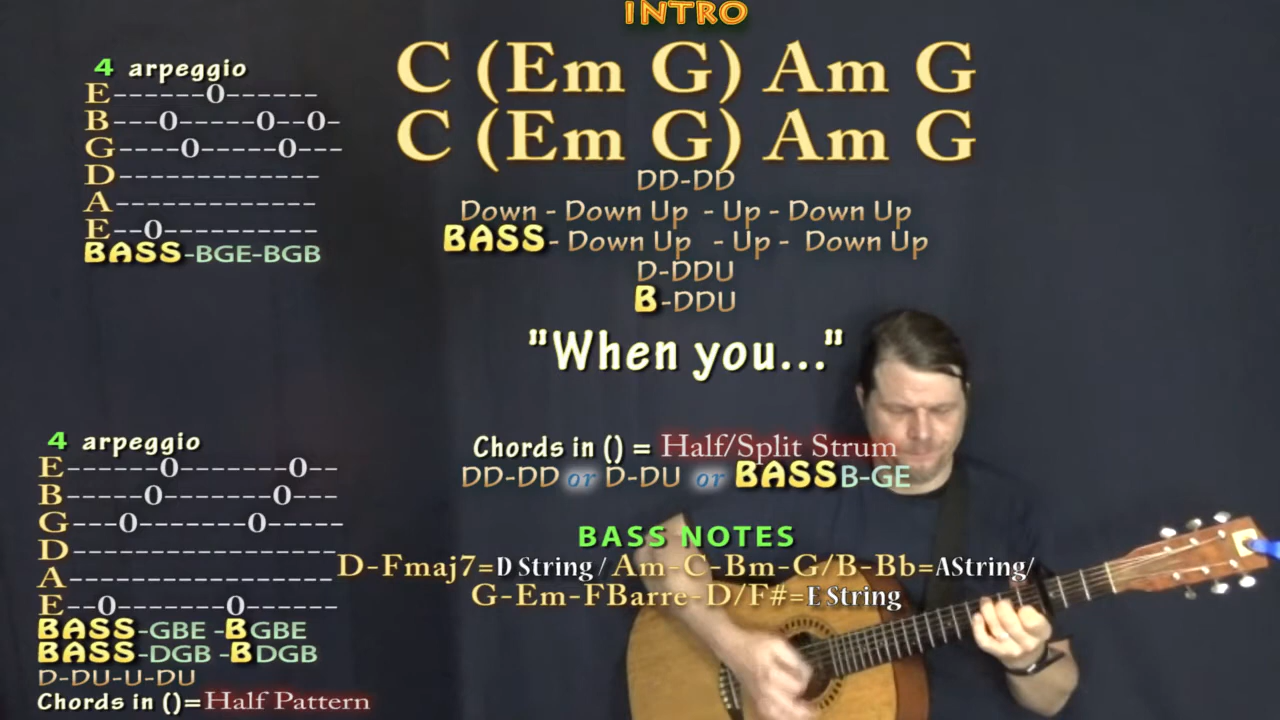 INTRO
C (Em G) Am G
C (Em G) Am G
DD-DD
Down - Down Up - Up - Down Up
BASS - Down Up - Up - Down Up
D-DDU
B-DDU
"When you..."
4 arpeggio
E------0------
B---0-----0--0-
G----0-----0---
D-------------
A-------------
E--0----------
BASS-BGE-BGB
4 arpeggio
E------0-------0--
B-----0-------0---
G---0-------0-----
D-----------------
A-----------------
E--0-------0------
BASS-GBE -BGBE
BASS-DGB -BDGB
D-DU-U-DU
Chords in ()=Half Pattern
Chords in () = Half/Split Strum
DD-DD or D-DU or BASSB-GE
BASS NOTES
D-Fmaj7=D String / Am-C-Bm-G/B-Bb=AString/
G-Em-FBarre-D/F#=E String